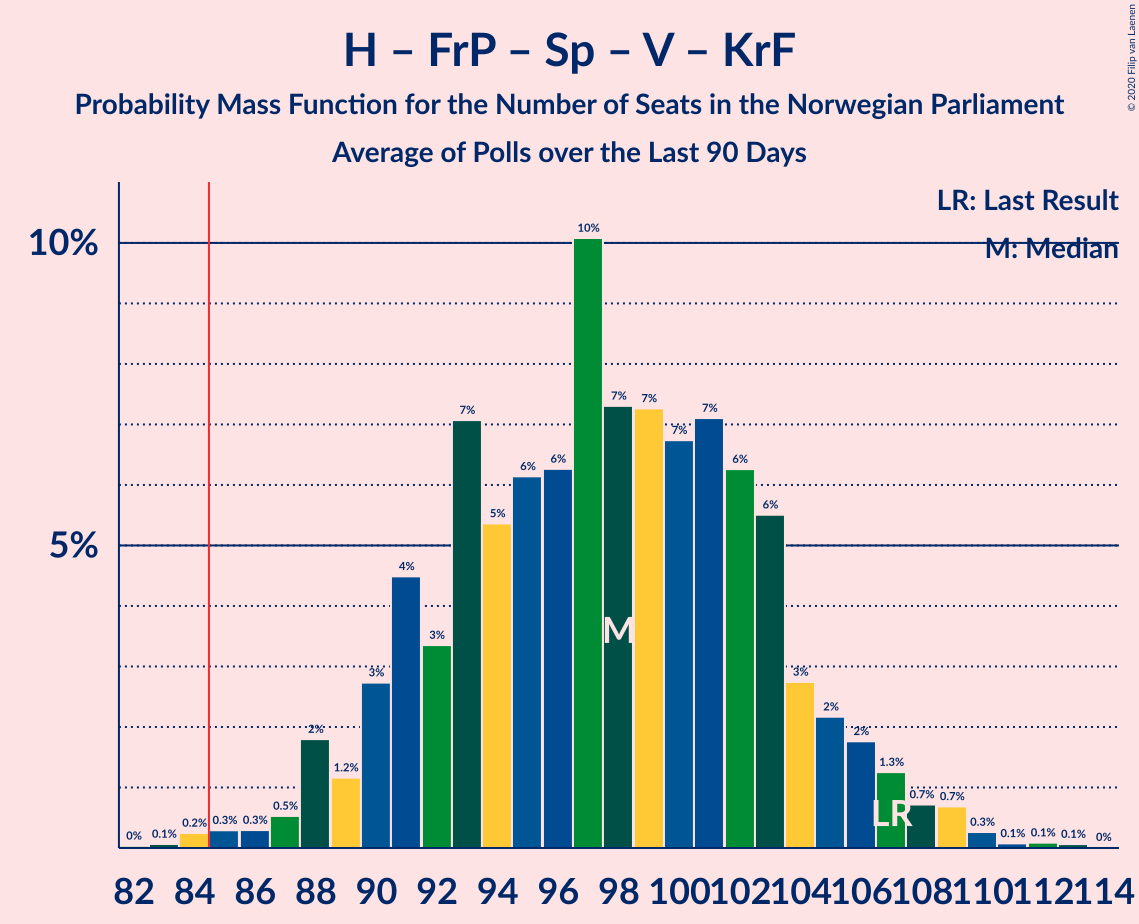 H – FrP – Sp – V – KrF
Probability Mass Function for the Number of Seats in the Norwegian Parliament
Average of Polls over the Last 90 Days
© 2020 Filip van Laenen
LR: Last Result
M: Median
10%
5%
0% 0.1% 0.2% 0.3% 0.3% 0.5% 2% 1.2% 3% 4% 3% 7% 5% 6% 6% 10% 7% 7% 7% 7% 6% 6% 3% 2% 2% 1.3% 0.7% 0.7% 0.3% 0.1% 0.1% 0.1% 0%
M
LR
82 84 86 88 90 92 94 96 98 100 102 104 106 108 110 112 114